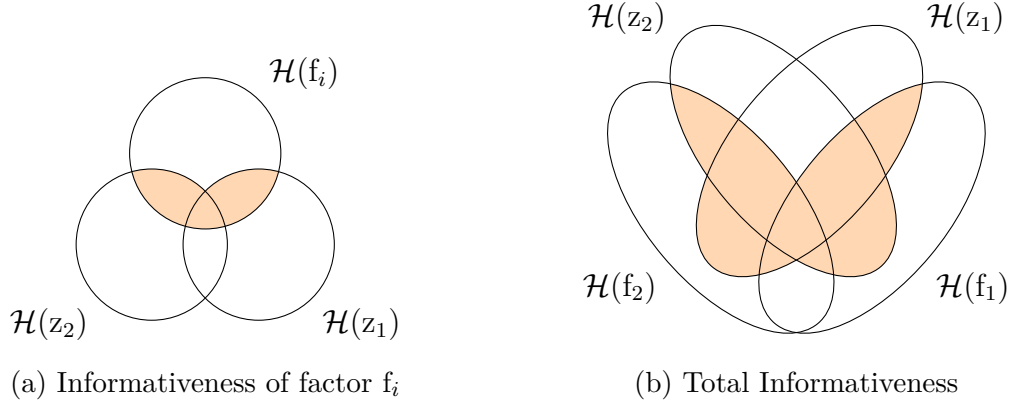 ℋ(z₂) ℋ(z₁)
ℋ(fᵢ)
ℋ(f₂) ℋ(f₁)
ℋ(z₂) ℋ(z₁)
(a) Informativeness of factor fᵢ
(b) Total Informativeness